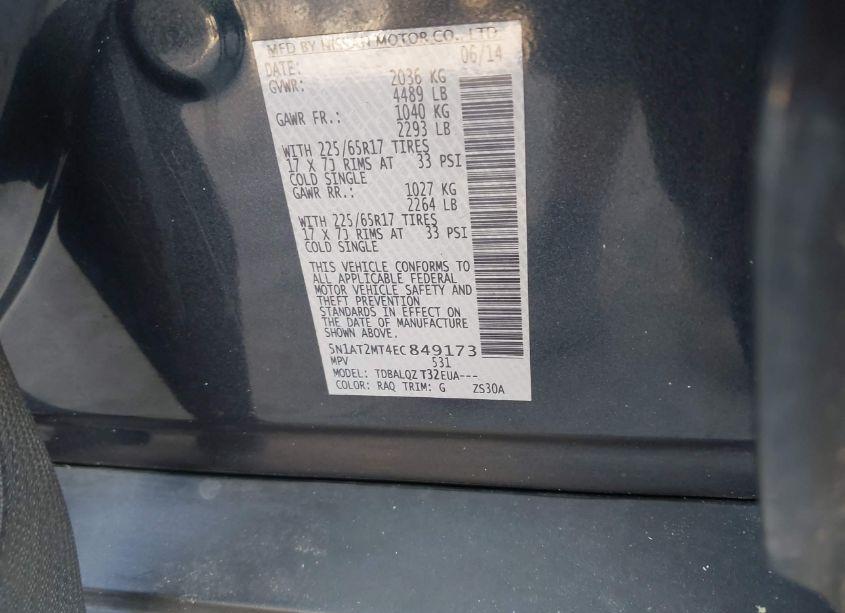 MFD BY NISSAN MOTOR CO., LTD.
DATE: 06/14
GVWR: 2036 KG
4489 LB
GAWR FR.: 1040 KG
2293 LB
WITH 225/65R17 TIRES
17 X 7J RIMS AT 33 PSI
COLD SINGLE
GAWR RR.: 1027 KG
2264 LB
WITH 225/65R17 TIRES
17 X 7J RIMS AT 33 PSI
COLD SINGLE
THIS VEHICLE CONFORMS TO
ALL APPLICABLE FEDERAL
MOTOR VEHICLE SAFETY AND
THEFT PREVENTION
STANDARDS IN EFFECT ON
THE DATE OF MANUFACTURE
SHOWN ABOVE.
5N1AT2MT4EC849173
MPV 531
MODEL: TDBALQZ T32EUA---
COLOR: RAQ TRIM: G ZS30A